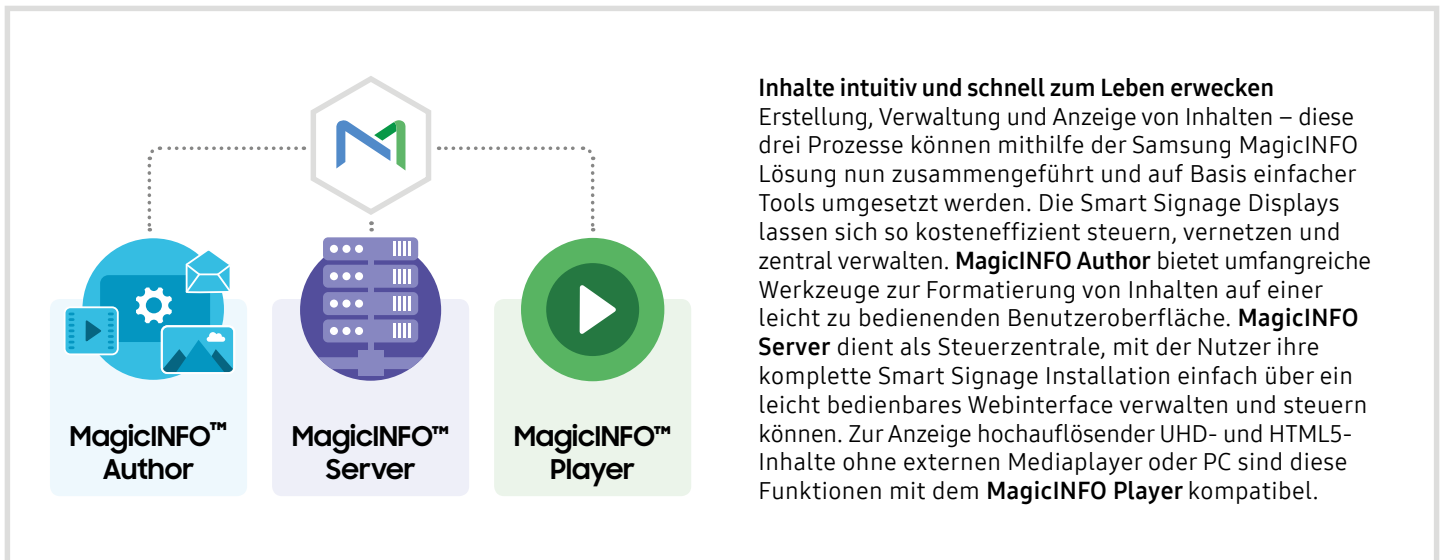 MagicINFO™
Author
MagicINFO™
Server
MagicINFO™
Player
Inhalte intuitiv und schnell zum Leben erwecken
Erstellung, Verwaltung und Anzeige von Inhalten – diese
drei Prozesse können mithilfe der Samsung MagicINFO
Lösung nun zusammengeführt und auf Basis einfacher
Tools umgesetzt werden. Die Smart Signage Displays
lassen sich so kosteneffizient steuern, vernetzen und
zentral verwalten. MagicINFO Author bietet umfangreiche
Werkzeuge zur Formatierung von Inhalten auf einer
leicht zu bedienenden Benutzeroberfläche. MagicINFO
Server dient als Steuerzentrale, mit der Nutzer ihre
komplette Smart Signage Installation einfach über ein
leicht bedienbares Webinterface verwalten und steuern
können. Zur Anzeige hochauflösender UHD- und HTML5-
Inhalte ohne externen Mediaplayer oder PC sind diese
Funktionen mit dem MagicINFO Player kompatibel.